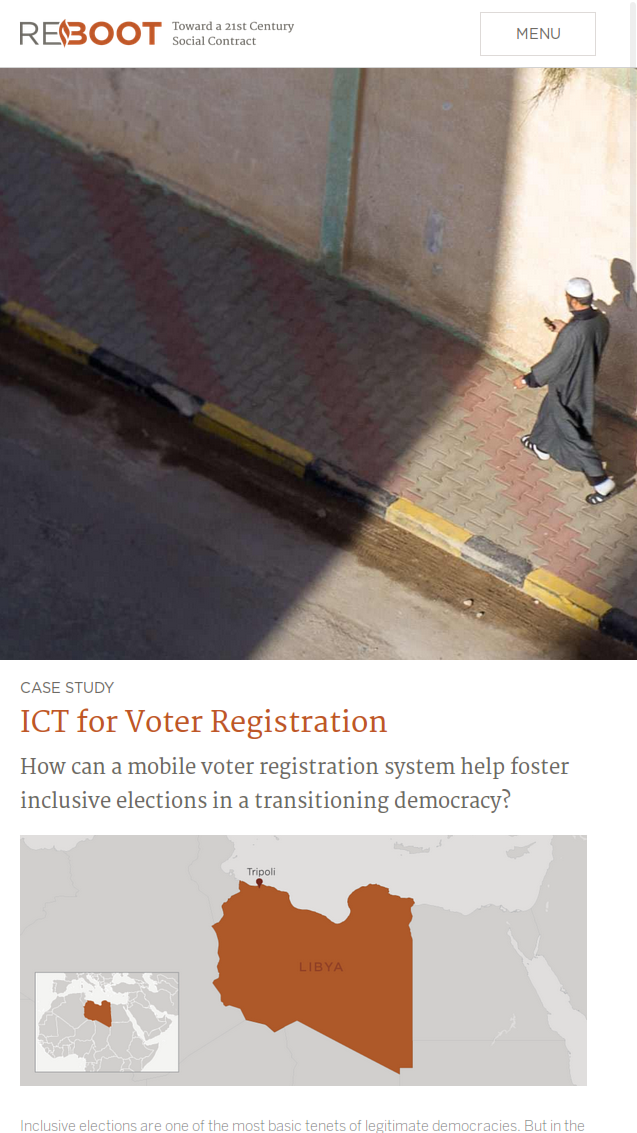 REBOOT
Toward a 21st Century
Social Contract
MENU
CASE STUDY
ICT for Voter Registration
How can a mobile voter registration system help foster
inclusive elections in a transitioning democracy?
Tripoli
LIBYA
Inclusive elections are one of the most basic tenets of legitimate democracies. But in the